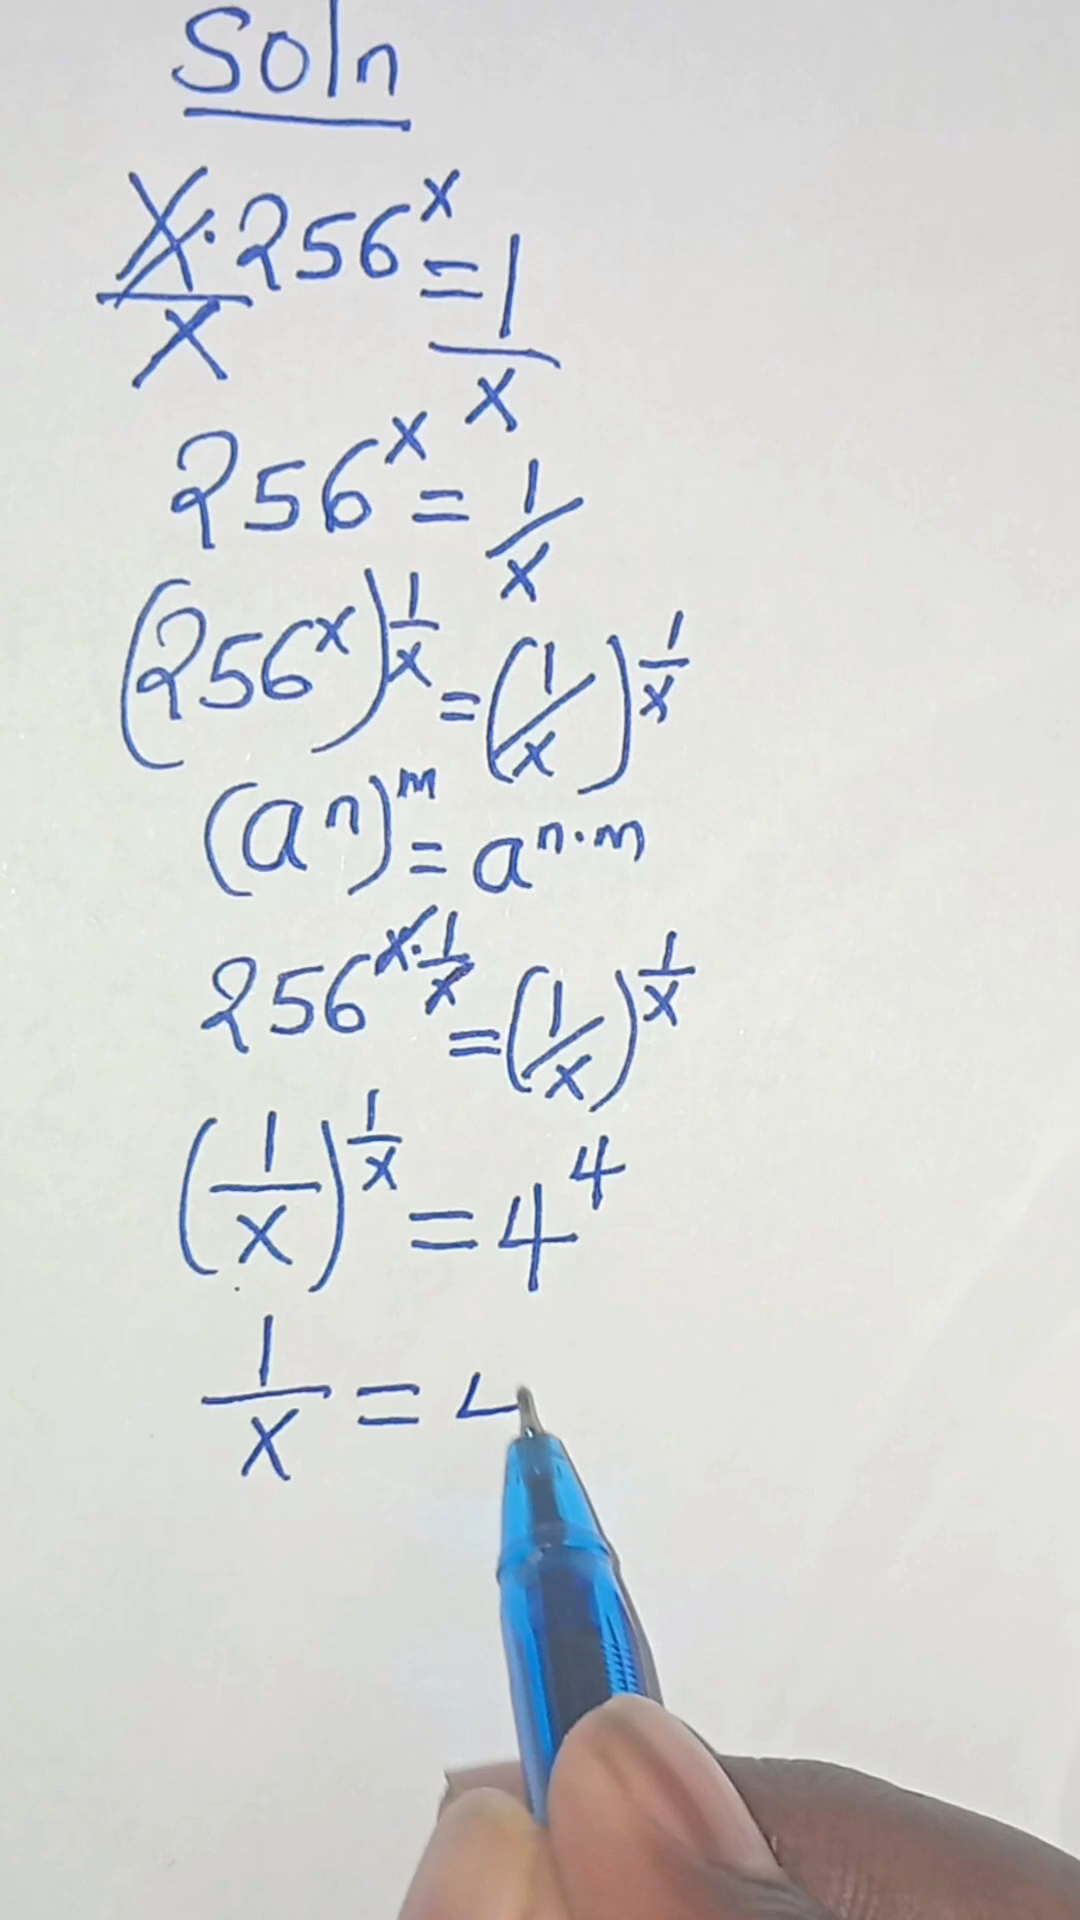 Soln
x·256^x/x = 1/x
256^x = 1/x
(256^x)^(1/x) = (1/x)^(1/x)
(a^n)^m = a^(n·m)
256^(x·1/x) = (1/x)^(1/x)
(1/x)^(1/x) = 4^4
1/x = 4